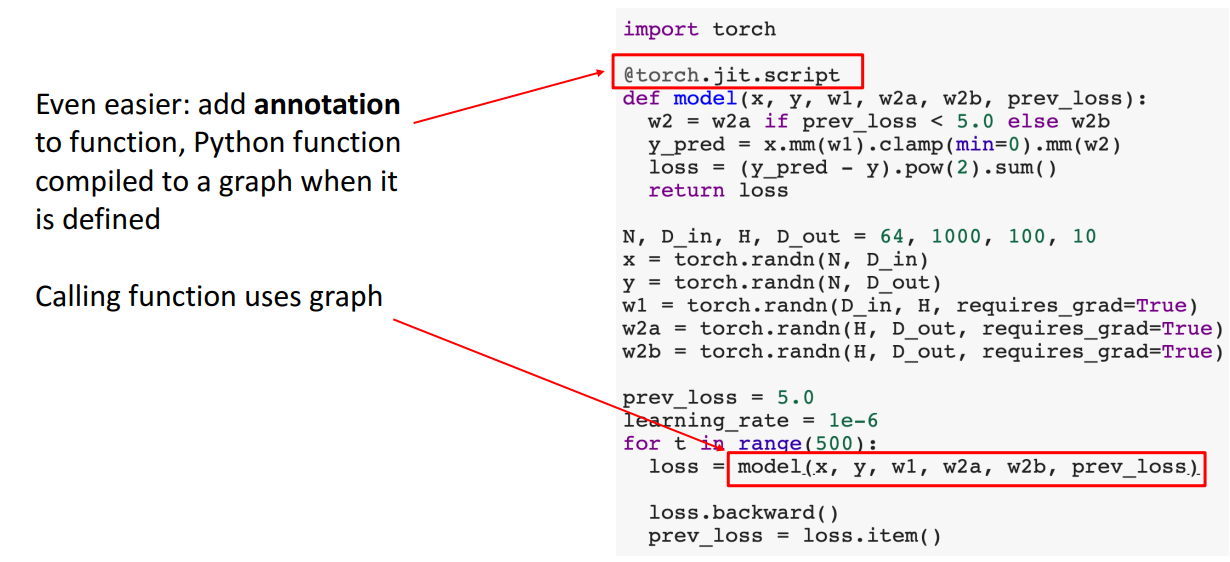 Even easier: add annotation
to function, Python function
compiled to a graph when it
is defined
Calling function uses graph
import torch
@torch.jit.script
def model(x, y, w1, w2a, w2b, prev_loss):
  w2 = w2a if prev_loss < 5.0 else w2b
  y_pred = x.mm(w1).clamp(min=0).mm(w2)
  loss = (y_pred - y).pow(2).sum()
  return loss
N, D_in, H, D_out = 64, 1000, 100, 10
x = torch.randn(N, D_in)
y = torch.randn(N, D_out)
w1 = torch.randn(D_in, H, requires_grad=True)
w2a = torch.randn(H, D_out, requires_grad=True)
w2b = torch.randn(H, D_out, requires_grad=True)
prev_loss = 5.0
learning_rate = 1e-6
for t in range(500):
  loss = model(x, y, w1, w2a, w2b, prev_loss)
  loss.backward()
  prev_loss = loss.item()